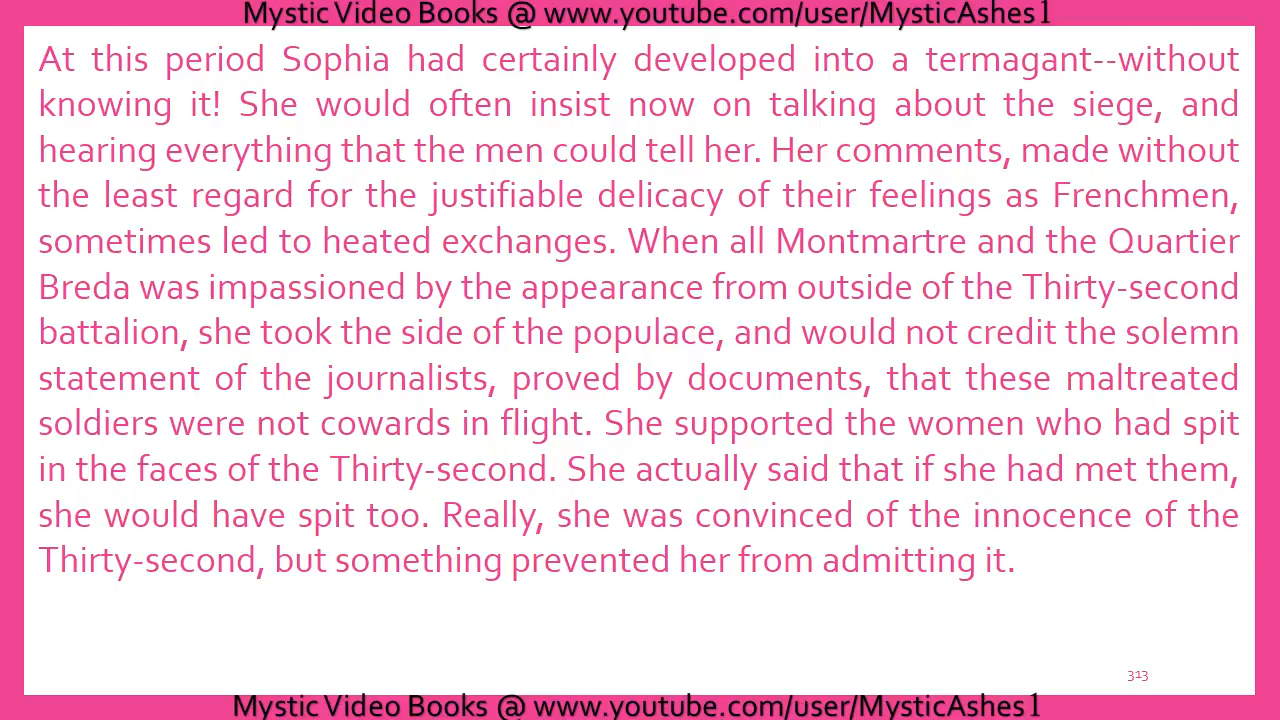 Mystic Video Books @ www.youtube.com/user/MysticAshes1
At this period Sophia had certainly developed into a termagant--without
knowing it! She would often insist now on talking about the siege, and
hearing everything that the men could tell her. Her comments, made without
the least regard for the justifiable delicacy of their feelings as Frenchmen,
sometimes led to heated exchanges. When all Montmartre and the Quartier
Breda was impassioned by the appearance from outside of the Thirty-second
battalion, she took the side of the populace, and would not credit the solemn
statement of the journalists, proved by documents, that these maltreated
soldiers were not cowards in flight. She supported the women who had spit
in the faces of the Thirty-second. She actually said that if she had met them,
she would have spit too. Really, she was convinced of the innocence of the
Thirty-second, but something prevented her from admitting it.
313
Mystic Video Books @ www.youtube.com/user/MysticAshes1